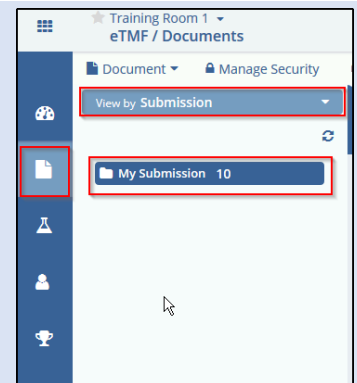 Training Room 1
eTMF / Documents
Document Manage Security
View by Submission
My Submission 10